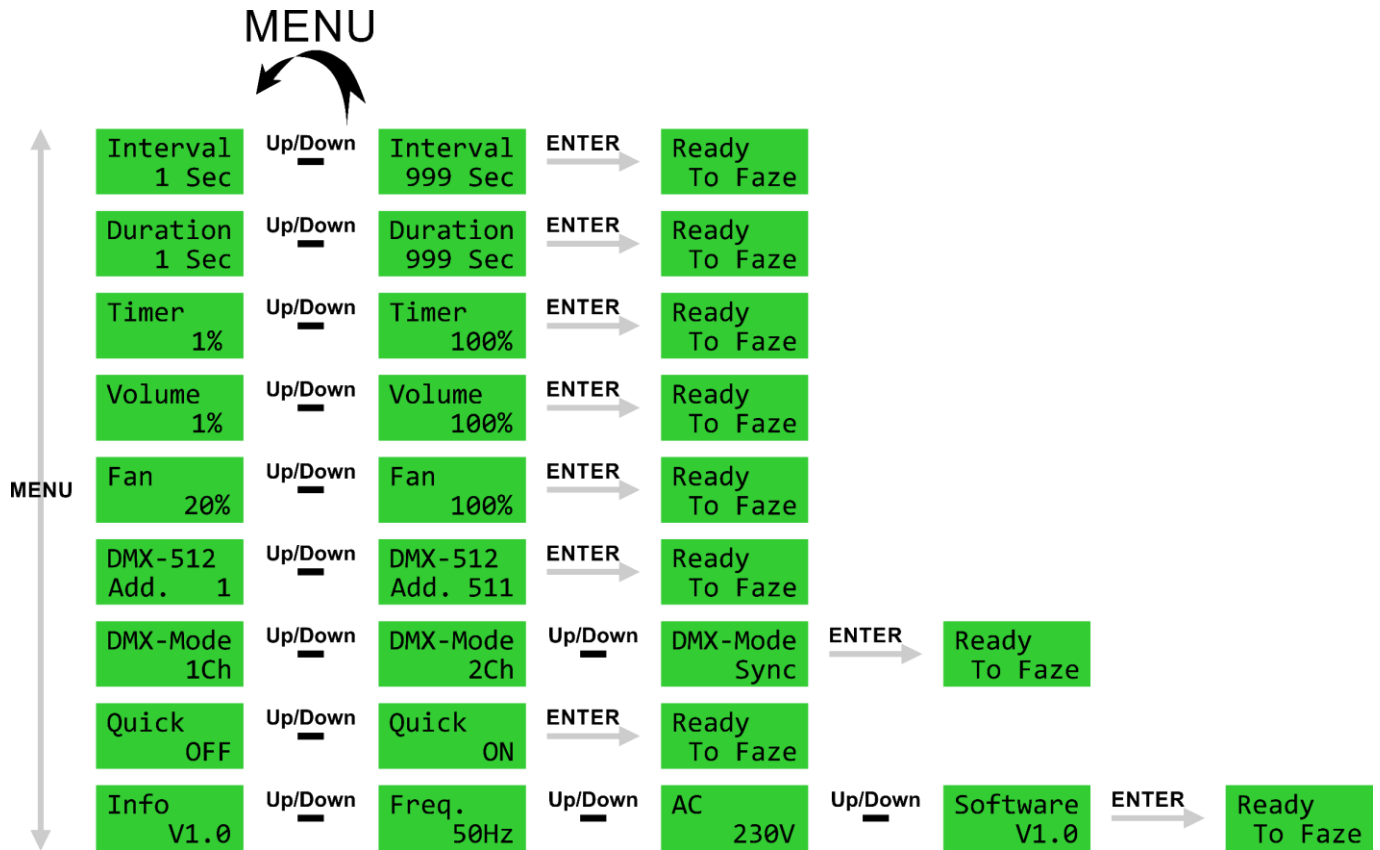 MENU
Interval
1 Sec
Up/Down
Interval
999 Sec
ENTER
Ready
To Faze
Duration
1 Sec
Up/Down
Duration
999 Sec
ENTER
Ready
To Faze
Timer
1%
Up/Down
Timer
100%
ENTER
Ready
To Faze
Volume
1%
Up/Down
Volume
100%
ENTER
Ready
To Faze
MENU
Fan
20%
Up/Down
Fan
100%
ENTER
Ready
To Faze
DMX-512
Add. 1
Up/Down
DMX-512
Add. 511
ENTER
Ready
To Faze
DMX-Mode
1Ch
Up/Down
DMX-Mode
2Ch
Up/Down
DMX-Mode
Sync
ENTER
Ready
To Faze
Quick
OFF
Up/Down
Quick
ON
ENTER
Ready
To Faze
Info
V1.0
Up/Down
Freq.
50Hz
Up/Down
AC
230V
Up/Down
Software
V1.0
ENTER
Ready
To Faze